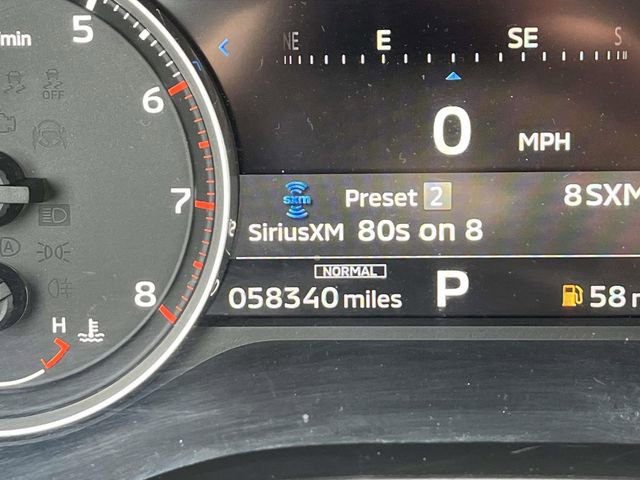 /min
5
6
7
8
H
OFF
A
NE E SE S
0 MPH
sxm Preset 2 8SXM
SiriusXM 80s on 8
NORMAL
058340 miles P 58 m